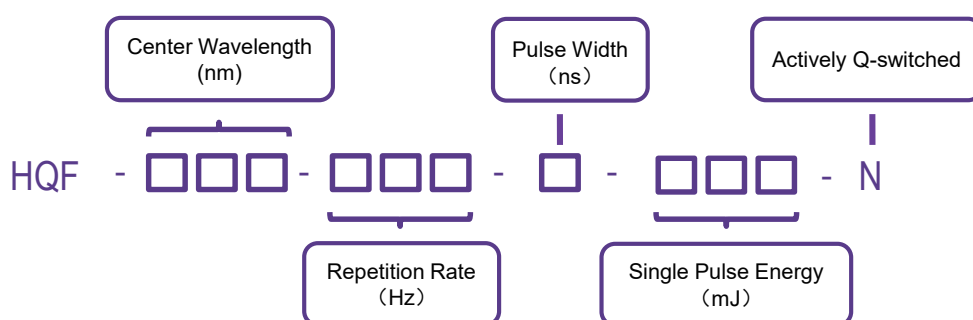 Center Wavelength
(nm)
Pulse Width
（ns）
Actively Q-switched
HQF - □□□ - □□□ - □ - □□□ - N
Repetition Rate
（Hz）
Single Pulse Energy
（mJ）